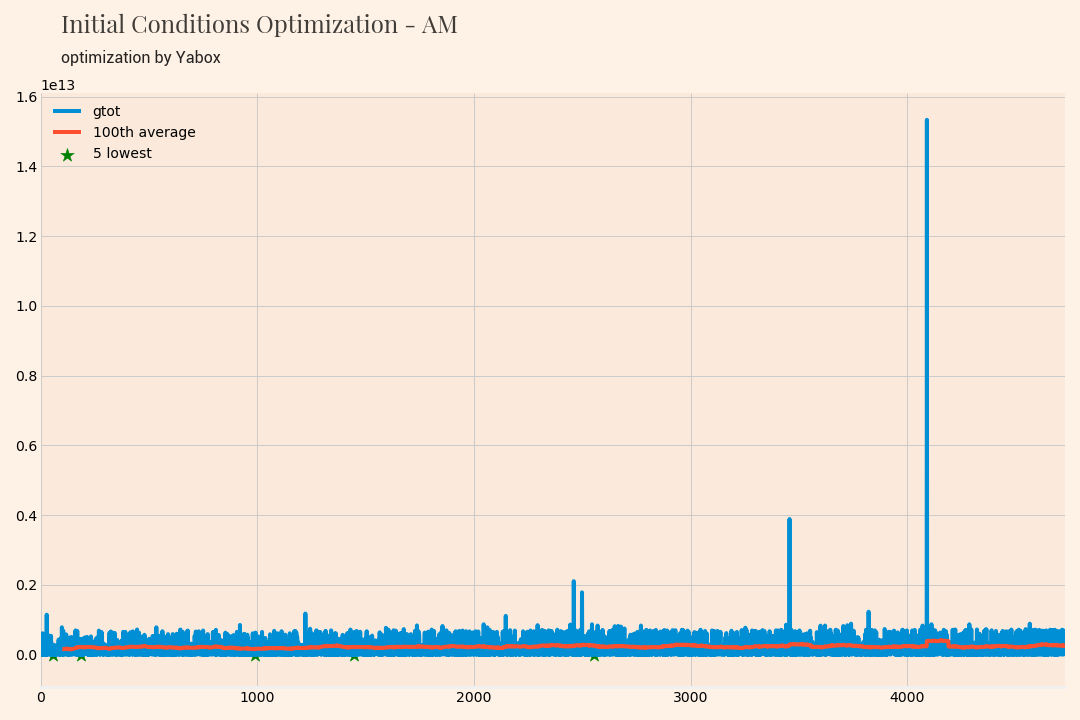 Initial Conditions Optimization - AM
optimization by Yabox
1e13
1.6
gtot
100th average
5 lowest
1.4
1.2
1.0
0.8
0.6
0.4
0.2
0.0
0 1000 2000 3000 4000